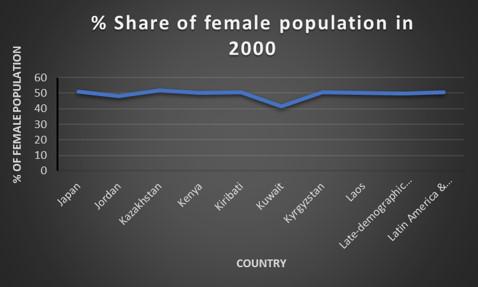 % Share of female population in
2000
% OF FEMALE POPULATION
60
50
40
30
20
10
0
Japan
Jordan
Kazakhstan
Kenya
Kiribati
Kuwait
Kyrgyzstan
Laos
Late-demographic...
Latin America &...
COUNTRY